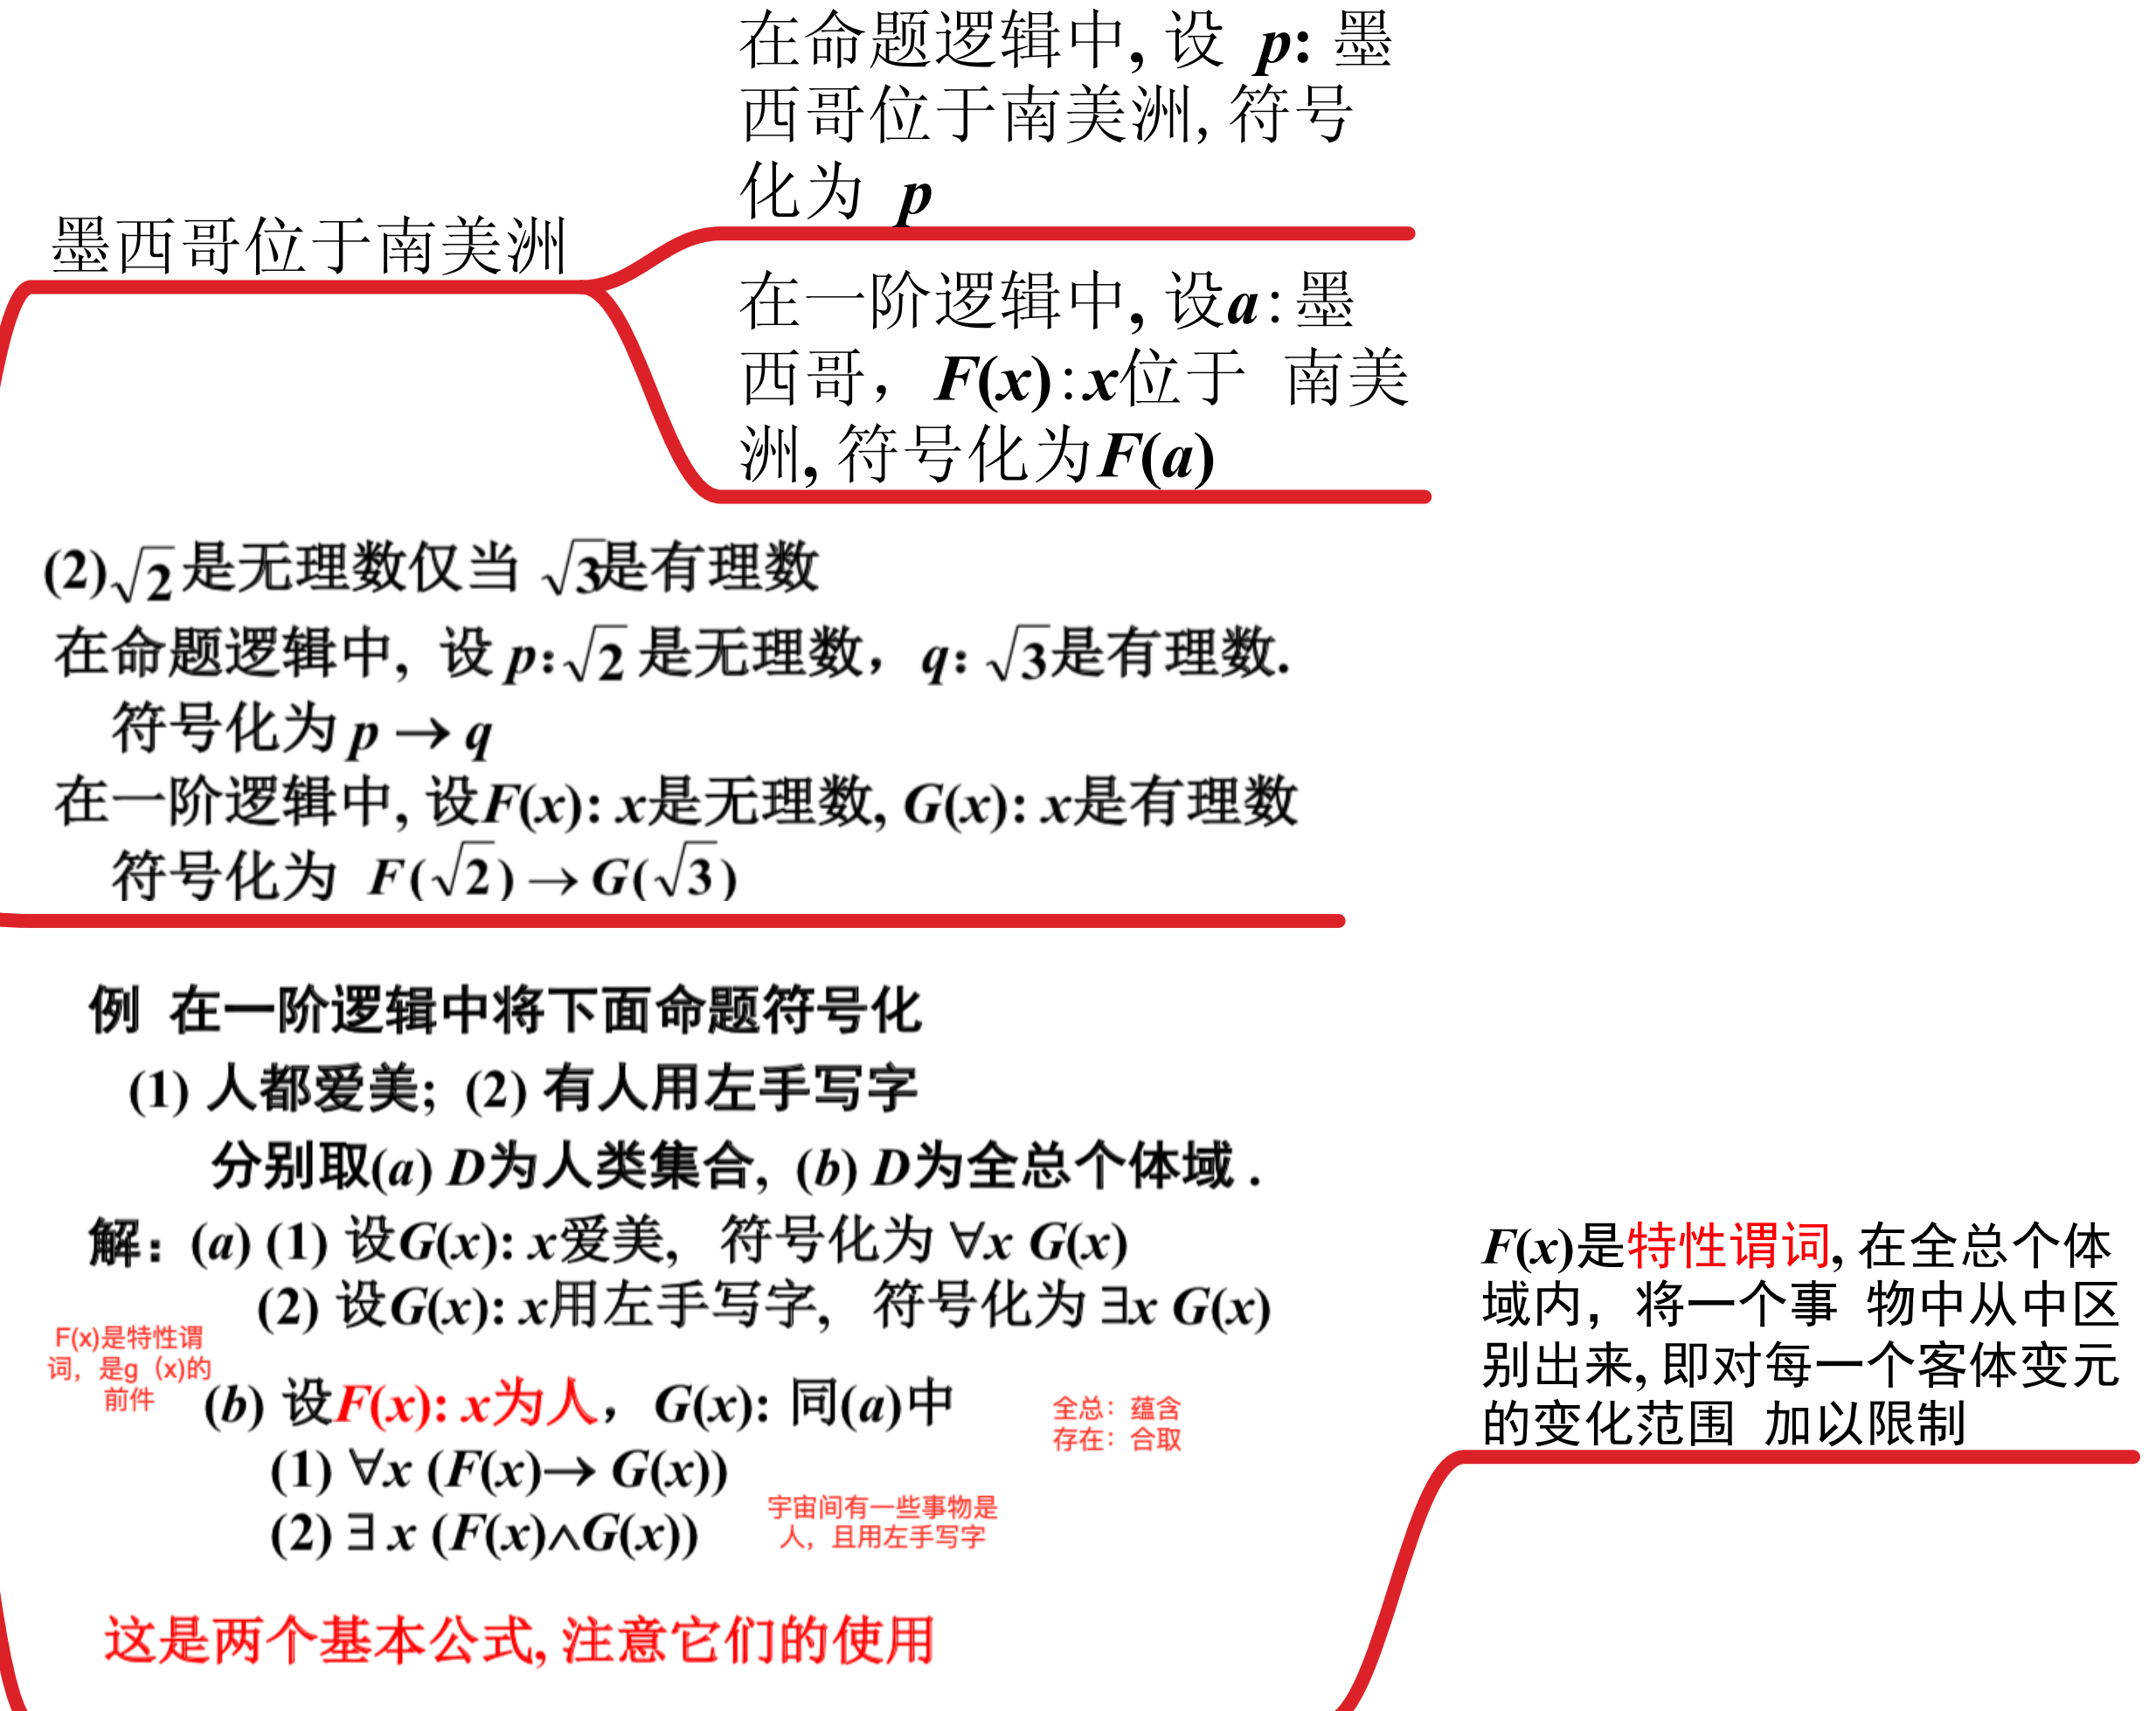 墨西哥位于南美洲
在命题逻辑中, 设 p: 墨
西哥位于南美洲, 符号
化为 p
在一阶逻辑中, 设a:墨
西哥， F(x):x位于 南美
洲, 符号化为F(a)
(2)√2是无理数仅当 √3是有理数
在命题逻辑中, 设 p:√2 是无理数，q: √3是有理数.
符号化为 p → q
在一阶逻辑中, 设F(x): x是无理数, G(x): x是有理数
符号化为 F(√2) → G(√3)
例 在一阶逻辑中将下面命题符号化
(1) 人都爱美; (2) 有人用左手写字
分别取(a) D为人类集合, (b) D为全总个体域 .
解：(a) (1) 设G(x): x爱美, 符号化为 ∀x G(x)
(2) 设G(x): x用左手写字, 符号化为 ∃x G(x)
F(x)是特性谓
词，是g（x)的
前件
(b) 设F(x): x为人，G(x): 同(a)中
全总：蕴含
存在：合取
(1) ∀x (F(x)→ G(x))
(2) ∃ x (F(x)∧G(x))
宇宙间有一些事物是
人，且用左手写字
这是两个基本公式, 注意它们的使用
F(x)是特性谓词, 在全总个体
域内，将一个事 物中从中区
别出来, 即对每一个客体变元
的变化范围 加以限制